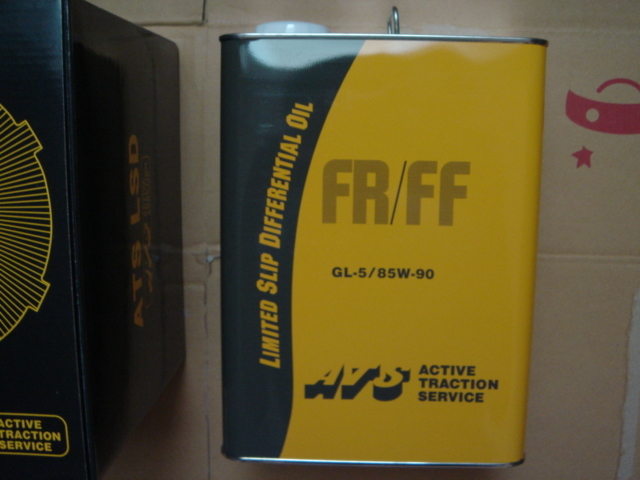 LIMITED SLIP DIFFERENTIAL OIL
FR/FF
GL-5/85W-90
ATS ACTIVE
TRACTION
SERVICE
ATS LSD
ACTIVE
TRACTION
SERVICE